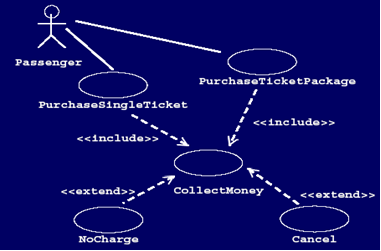 Passenger
PurchaseTicketPackage
PurchaseSingleTicket
<<include>>
<<include>>
<<extend>>
CollectMoney
<<extend>>
NoCharge
Cancel